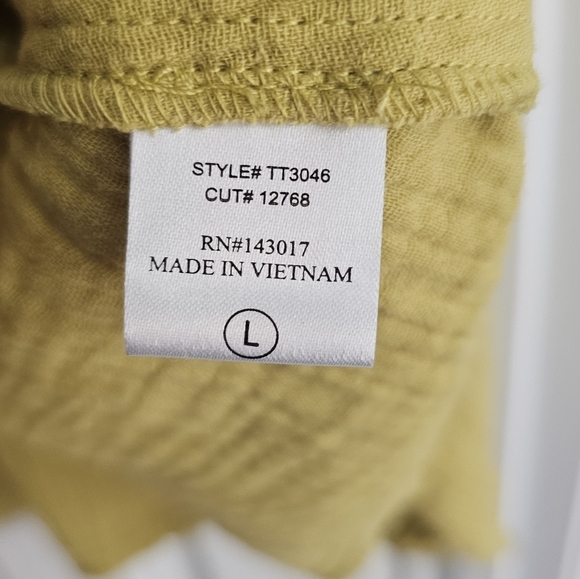 STYLE# TT3046
CUT# 12768
RN#143017
MADE IN VIETNAM
L